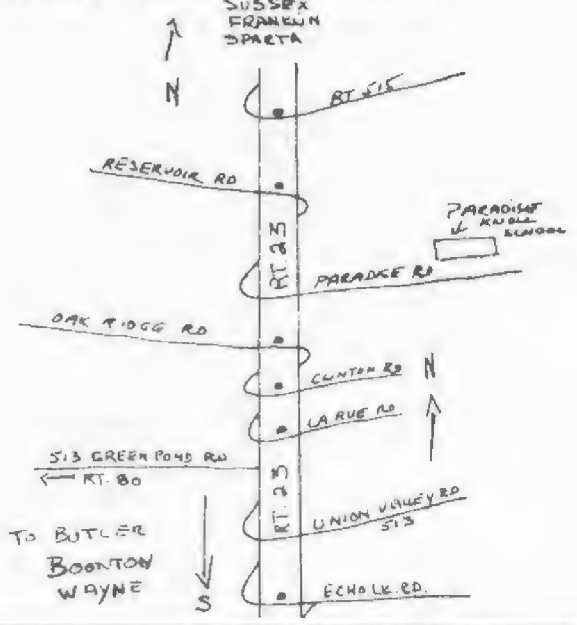 SUSSEX
FRANKLIN
SPARTA
N
RT 515
RESERVOIR RD
PARADISE
KNOLL
SCHOOL
RT. 23
PARADISE RD
OAK RIDGE RD
CLINTON RD
N
LA RUE RD
513 GREEN POND RD
← RT. 80
RT. 23
UNION VALLEY RD
513
TO BUTLER
BOONTON
WAYNE
S
ECHO LK. RD.